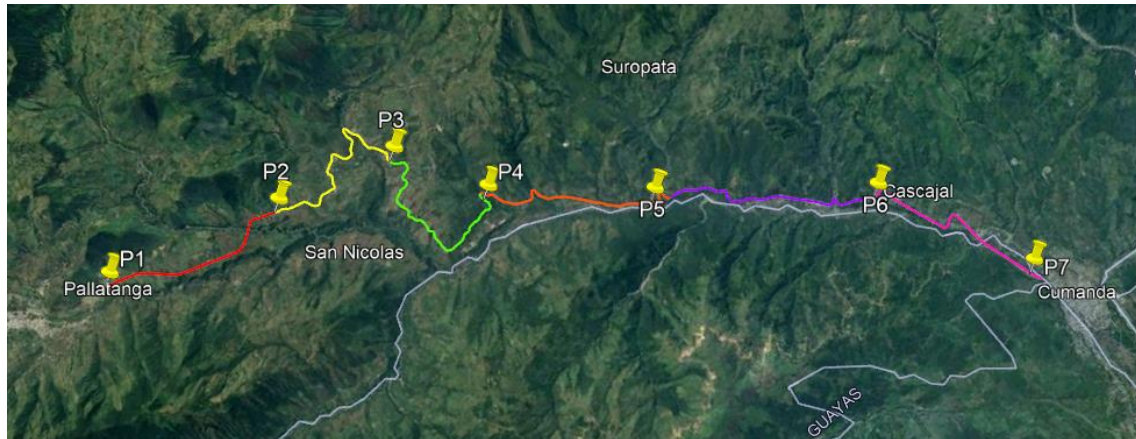 Suropata
P3
P4
P2
Cascajal
P5
P6
San Nicolas
P1
P7
Pallatanga
Cumanda
GUAYAS